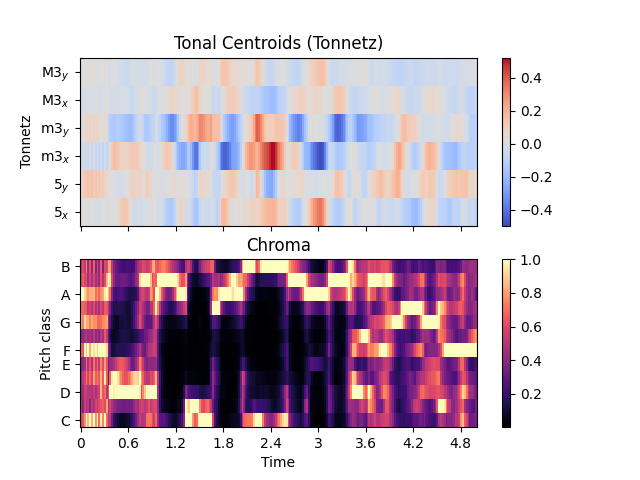 Tonal Centroids (Tonnetz)
M3y
M3x
m3y
m3x
5y
5x
Tonnetz
0.4
0.2
0.0
−0.2
−0.4
Chroma
B
A
G
F
E
D
C
Pitch class
0 0.6 1.2 1.8 2.4 3 3.6 4.2 4.8
Time
1.0
0.8
0.6
0.4
0.2